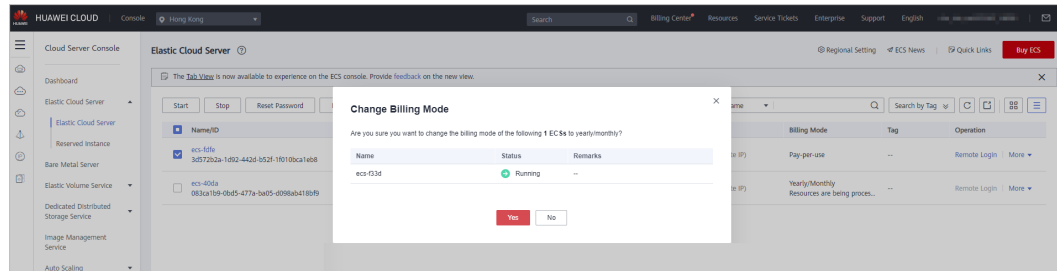 HUAWEI
HUAWEI CLOUD
Console
Hong Kong
Search
Billing Center
Resources
Service Tickets
Enterprise
Support
English
Cloud Server Console
Elastic Cloud Server
Regional Setting
ECS News
Quick Links
Buy ECS
Dashboard
The Tab View is now available to experience on the ECS console. Provide feedback on the new view.
Elastic Cloud Server
Elastic Cloud Server
Reserved Instance
Bare Metal Server
Elastic Volume Service
Dedicated Distributed
Storage Service
Image Management
Service
Auto Scaling
Start
Stop
Reset Password
Search by Tag
Name/ID
Billing Mode
Tag
Operation
ecs-fdfe
3d572b2a-1d92-442d-b52f-1f010bca1eb8
Pay-per-use
--
Remote Login
More
ecs-40da
083ca1b9-0bd5-477a-ba05-d098ab418bf9
Yearly/Monthly
Resources are being proces...
--
Remote Login
More
Change Billing Mode
Are you sure you want to change the billing mode of the following 1 ECSs to yearly/monthly?
Name
Status
Remarks
ecs-f33d
Running
--
Yes
No